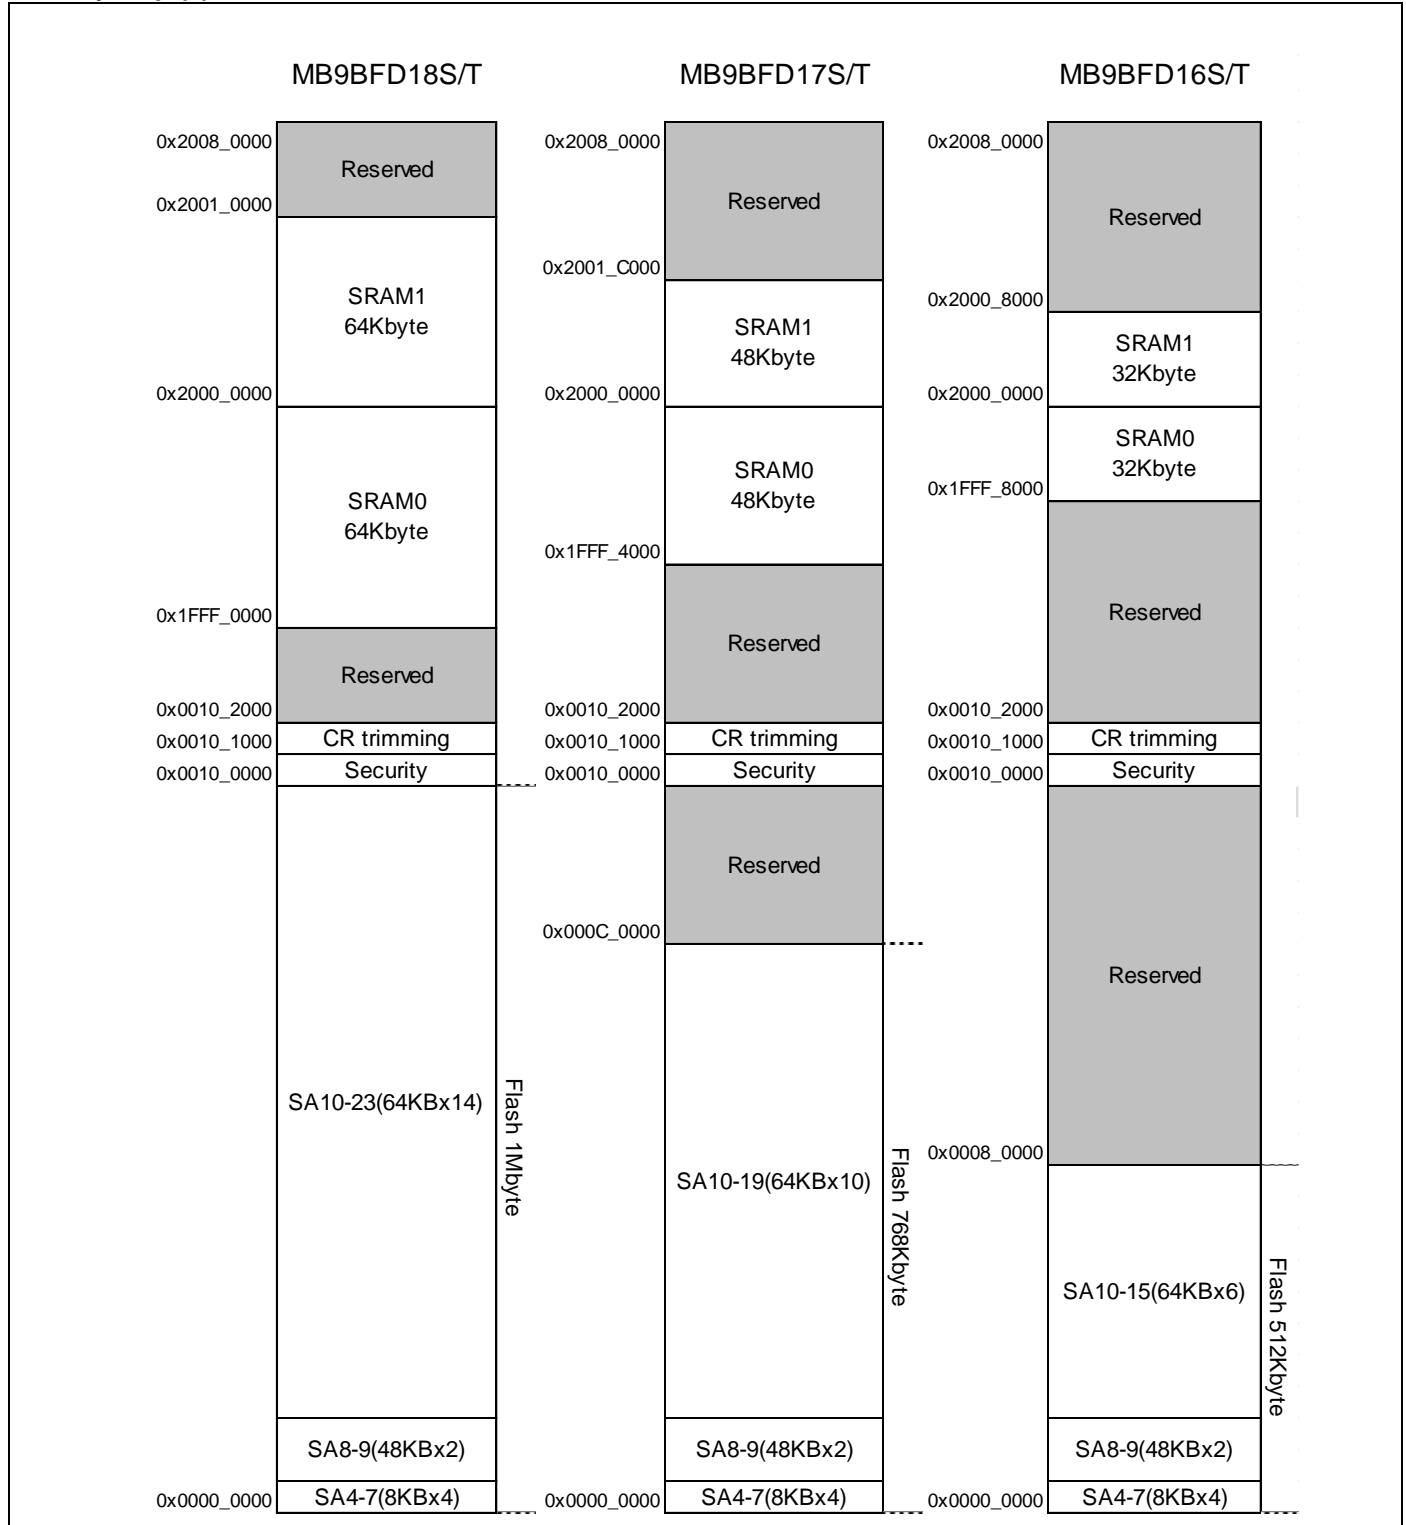 MB9BFD18S/T
0x2008_0000
Reserved
0x2001_0000
SRAM1
64Kbyte
0x2000_0000
SRAM0
64Kbyte
0x1FFF_0000
Reserved
0x0010_2000
CR trimming
0x0010_1000
Security
0x0010_0000
SA10-23(64KBx14)
Flash 1Mbyte
SA8-9(48KBx2)
SA4-7(8KBx4)
0x0000_0000
MB9BFD17S/T
0x2008_0000
Reserved
0x2001_C000
SRAM1
48Kbyte
0x2000_0000
SRAM0
48Kbyte
0x1FFF_4000
Reserved
0x0010_2000
CR trimming
0x0010_1000
Security
0x0010_0000
Reserved
0x000C_0000
SA10-19(64KBx10)
Flash 768Kbyte
SA8-9(48KBx2)
SA4-7(8KBx4)
0x0000_0000
MB9BFD16S/T
0x2008_0000
Reserved
0x2000_8000
SRAM1
32Kbyte
0x2000_0000
SRAM0
32Kbyte
0x1FFF_8000
Reserved
0x0010_2000
CR trimming
0x0010_1000
Security
0x0010_0000
Reserved
0x0008_0000
SA10-15(64KBx6)
Flash 512Kbyte
SA8-9(48KBx2)
SA4-7(8KBx4)
0x0000_0000